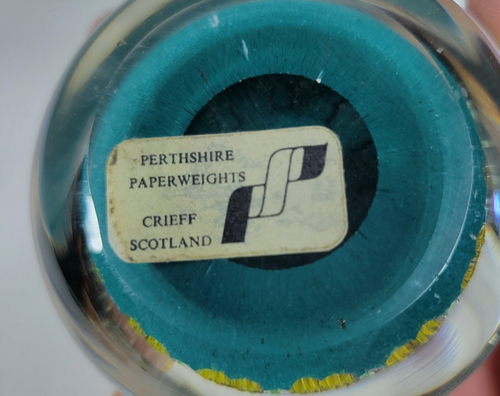 PERTHSHIRE
PAPERWEIGHTS
CRIEFF
SCOTLAND